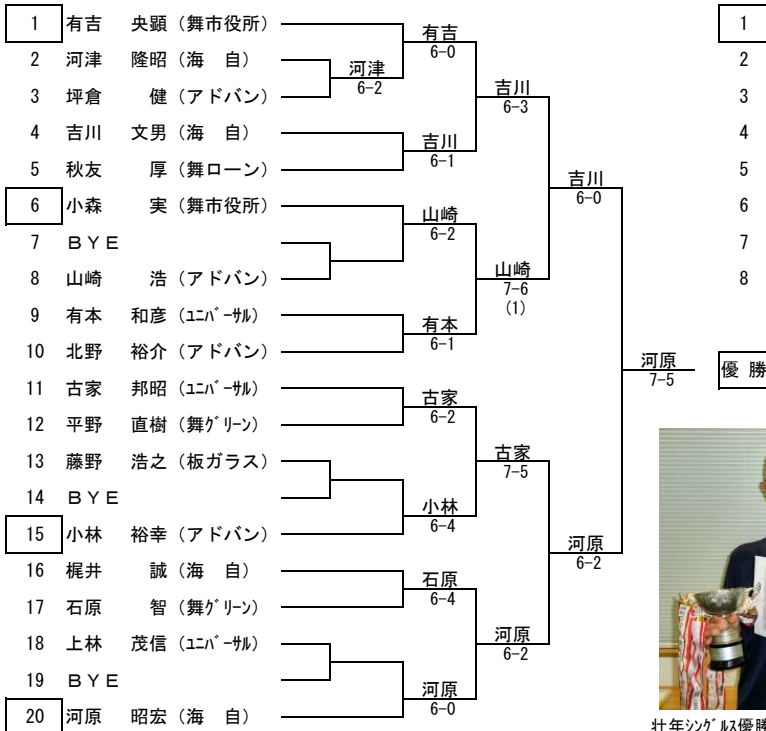 1 有吉 央顕 (舞市役所)
2 河津 隆昭 (海 自)
3 坪倉 健 (アドバン)
4 吉川 文男 (海 自)
5 秋友 厚 (舞ローン)
6 小森 実 (舞市役所)
7 BYE
8 山崎 浩 (アドバン)
9 有本 和彦 (ﾕﾆﾊﾞｰｻﾙ)
10 北野 裕介 (アドバン)
11 古家 邦昭 (ﾕﾆﾊﾞｰｻﾙ)
12 平野 直樹 (舞ｸﾞﾘｰﾝ)
13 藤野 浩之 (板ガラス)
14 BYE
15 小林 裕幸 (アドバン)
16 梶井 誠 (海 自)
17 石原 智 (舞ｸﾞﾘｰﾝ)
18 上林 茂信 (ﾕﾆﾊﾞｰｻﾙ)
19 BYE
20 河原 昭宏 (海 自)
河津
6-2
有吉
6-0
吉川
6-1
山崎
6-2
有本
6-1
古家
6-2
小林
6-4
石原
6-4
河原
6-0
吉川
6-3
山崎
7-6
(1)
古家
7-5
河原
6-2
吉川
6-0
河原
6-2
河原
7-5
1
2
3
4
5
6
7
8
優 勝
壮年ｼﾝｸﾞﾙｽ優勝